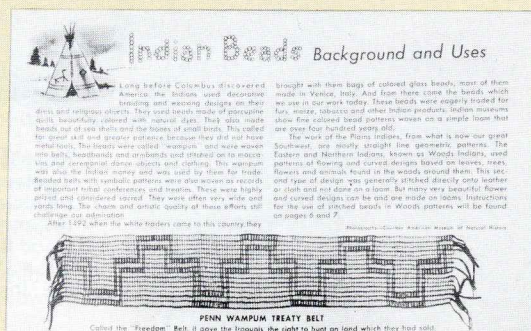 Indian Beads Background and Uses
Long before Columbus discovered
America the Indians used decorative
braiding and weaving designs on their
dress and religious objects. They used beads made of porcupine
quills beautifully colored with natural dyes. They also made
beads out of sea shells and the bones of small birds. This called
for great skill and greater patience because they did not have
metal tools. The beads were called "wampum" and were woven
into belts, headbands and armbands and stitched on to mocca-
sins and ceremonial dance objects and clothing. This wampum
was also the Indian money and was used by them for trade.
Beaded belts with symbolic patterns were also woven as records
of important tribal conferences and treaties. These were highly
prized and considered sacred. They were often very wide and
yards long. The charm and artistic quality of these efforts still
challenge our admiration.
After 1492 when the white traders came to this country they
brought with them bags of colored glass beads, most of them
made in Venice, Italy. And from there come the beads which
we use in our work today. These beads were eagerly traded for
furs, maize, tobacco and other Indian products. Indian museums
show fine colored bead patterns woven on a simple loom that
are over four hundred years old.
The work of the Plains Indians, from what is now our great
Southwest, are mostly straight line geometric patterns. The
Eastern and Northern Indians, known as Woods Indians, used
patterns of flowing and curved designs based on leaves, trees,
flowers and animals found in the woods around them. This sec-
ond type of design was generally stitched directly onto leather
or cloth and not done on a loom. But many very beautiful flower
and curved designs can be and are made on looms. Instructions
for the use of stitched beads in Woods patterns will be found
on pages 6 and 7.
Photographs—Courtesy American Museum of Natural History
PENN WAMPUM TREATY BELT
Called the "Freedom" Belt, it gave the Iroquois the right to hunt on land which they had sold.